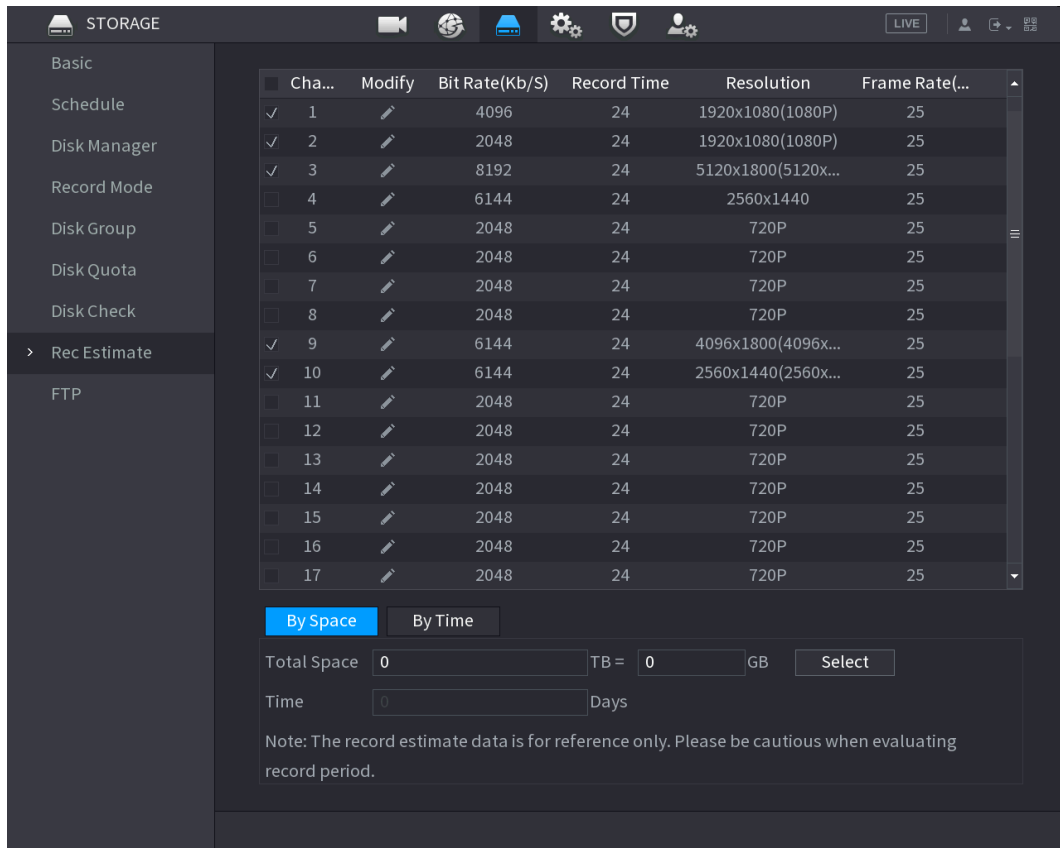 STORAGE LIVE
Basic
Schedule
Disk Manager
Record Mode
Disk Group
Disk Quota
Disk Check
Rec Estimate
FTP
Cha... Modify Bit Rate(Kb/S) Record Time Resolution Frame Rate(...
1 4096 24 1920x1080(1080P) 25
2 2048 24 1920x1080(1080P) 25
3 8192 24 5120x1800(5120x... 25
4 6144 24 2560x1440 25
5 2048 24 720P 25
6 2048 24 720P 25
7 2048 24 720P 25
8 2048 24 720P 25
9 6144 24 4096x1800(4096x... 25
10 6144 24 2560x1440(2560x... 25
11 2048 24 720P 25
12 2048 24 720P 25
13 2048 24 720P 25
14 2048 24 720P 25
15 2048 24 720P 25
16 2048 24 720P 25
17 2048 24 720P 25
By Space By Time
Total Space 0 TB = 0 GB Select
Time 0 Days
Note: The record estimate data is for reference only. Please be cautious when evaluating
record period.